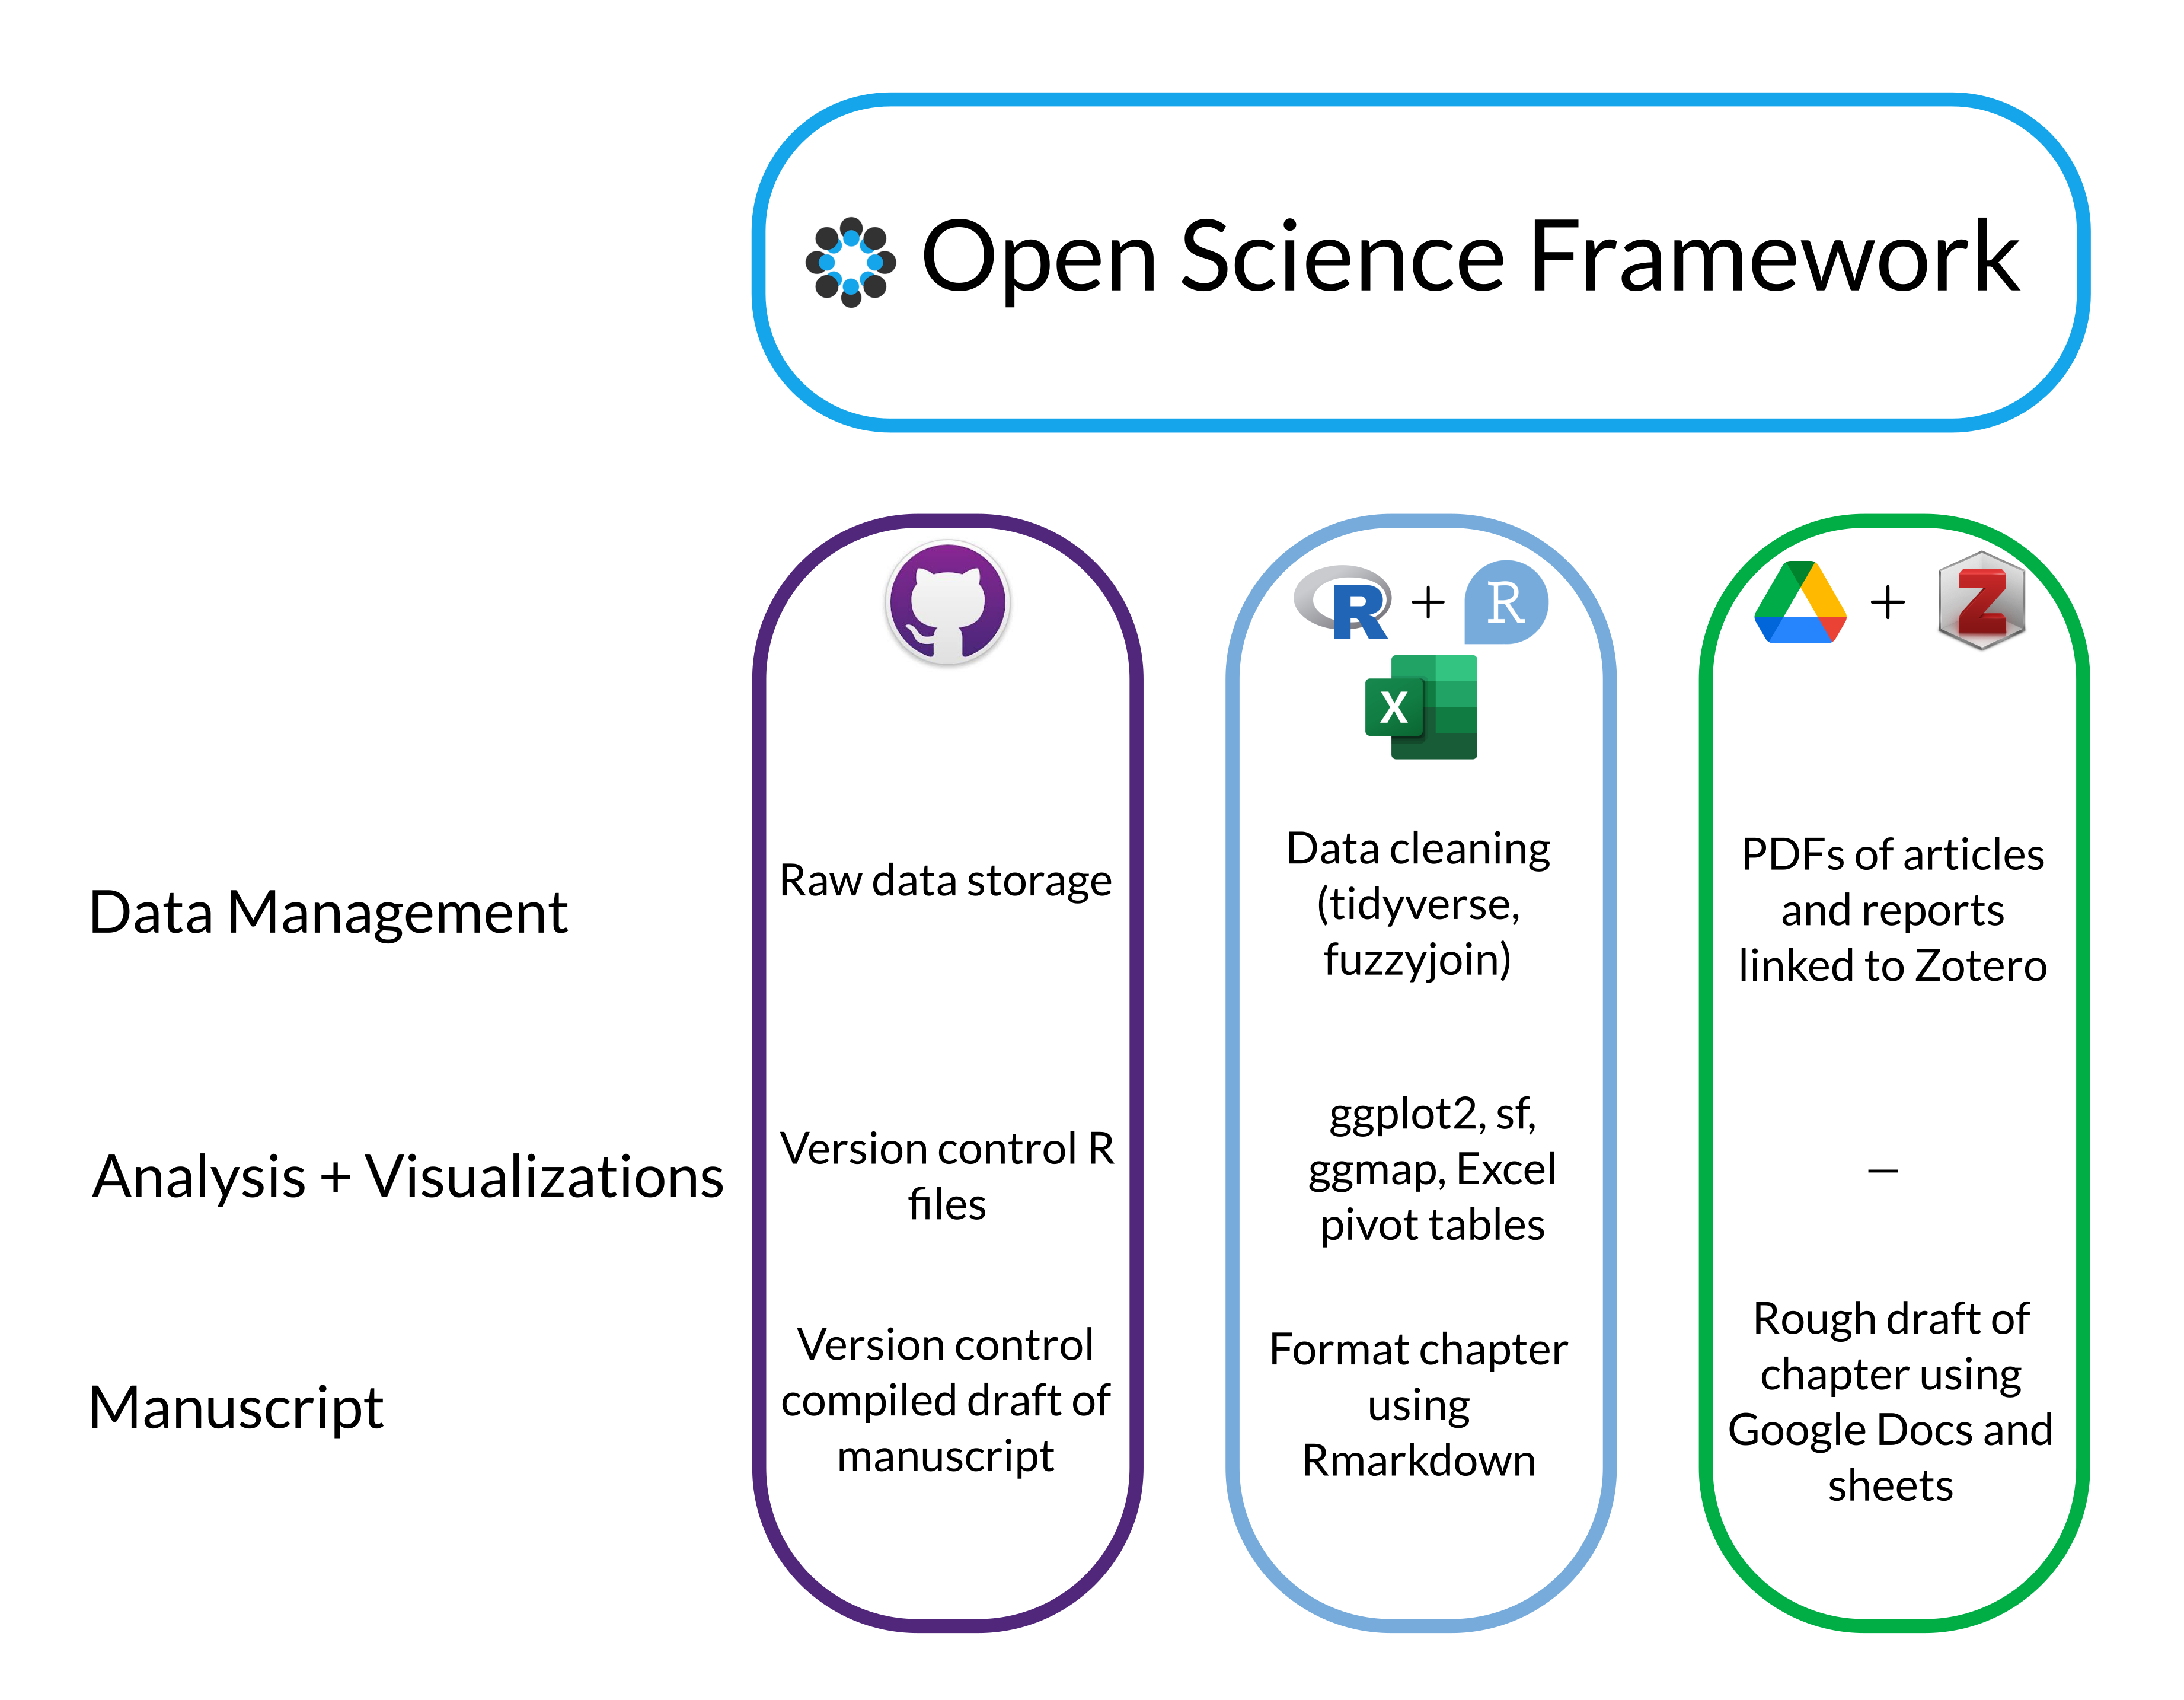 Open Science Framework
R + R
X
+ Z
Data Management
Raw data storage
Data cleaning
(tidyverse,
fuzzyjoin)
PDFs of articles
and reports
linked to Zotero
Analysis + Visualizations
Version control R
files
ggplot2, sf,
ggmap, Excel
pivot tables
—
Manuscript
Version control
compiled draft of
manuscript
Format chapter
using
Rmarkdown
Rough draft of
chapter using
Google Docs and
sheets